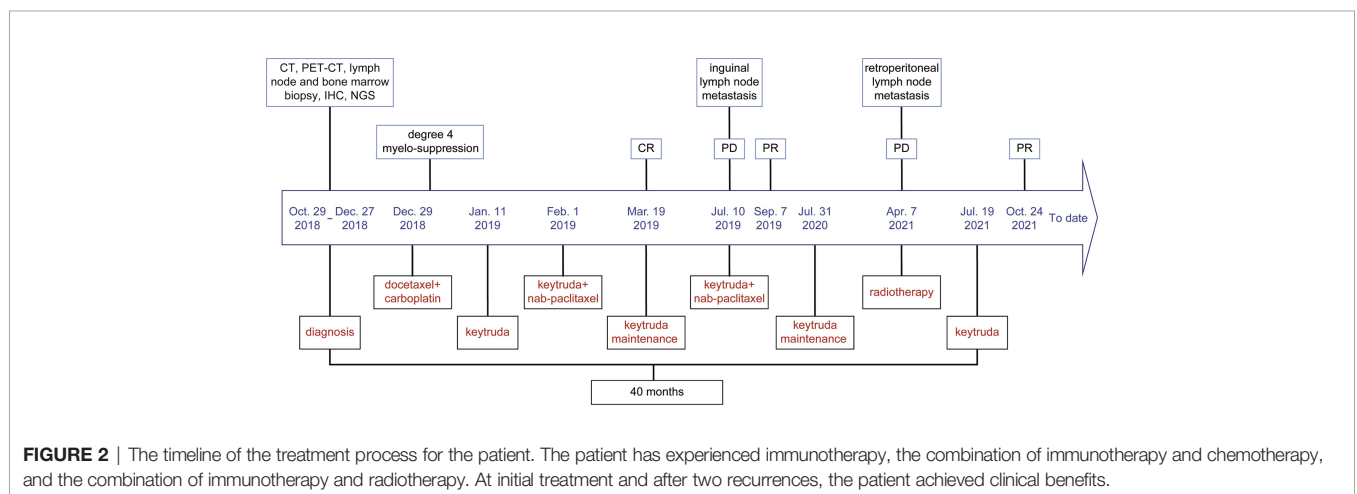 CT, PET-CT, lymph
node and bone marrow
biopsy, IHC, NGS
inguinal
lymph node
metastasis
retroperitoneal
lymph node
metastasis
degree 4
myelo-suppression
CR
PD
PR
PD
PR
Oct. 29 – Dec. 27
2018 2018
Dec. 29
2018
Jan. 11
2019
Feb. 1
2019
Mar. 19
2019
Jul. 10
2019
Sep. 7
2019
Jul. 31
2020
Apr. 7
2021
Jul. 19
2021
Oct. 24
2021
To date
docetaxel+
carboplatin
keytruda+
nab-paclitaxel
keytruda+
nab-paclitaxel
radiotherapy
diagnosis
keytruda
keytruda
maintenance
keytruda
maintenance
keytruda
40 months
FIGURE 2 | The timeline of the treatment process for the patient. The patient has experienced immunotherapy, the combination of immunotherapy and chemotherapy,
and the combination of immunotherapy and radiotherapy. At initial treatment and after two recurrences, the patient achieved clinical benefits.